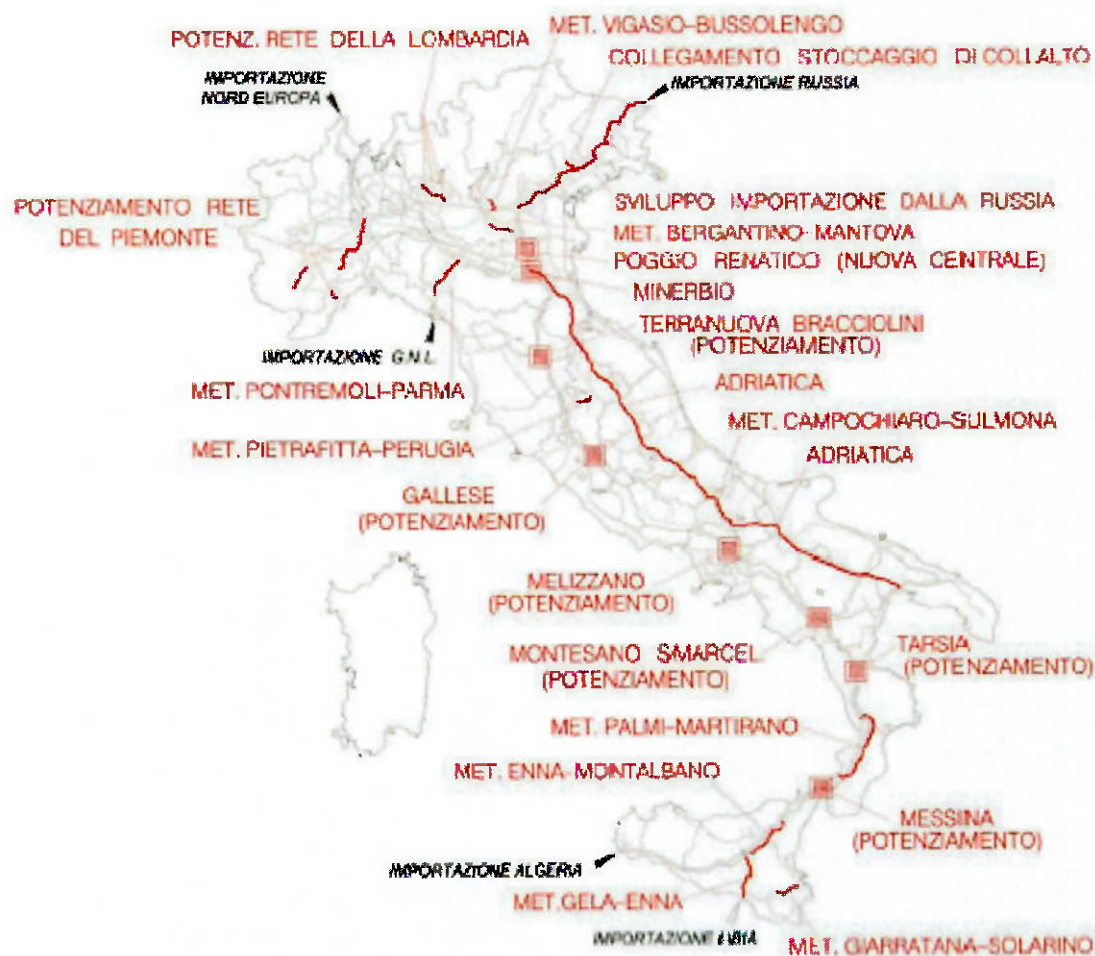 POTENZ. RETE DELLA LOMBARDIA
MET. VIGASIO-BUSSOLENGO
COLLEGAMENTO STOCCAGGIO DI COLLALTO
IMPORTAZIONE
NORD EUROPA
IMPORTAZIONE RUSSIA
POTENZIAMENTO RETE
DEL PIEMONTE
SVILUPPO IMPORTAZIONE DALLA RUSSIA
MET. BERGANTINO-MANTOVA
POGGIO RENATICO (NUOVA CENTRALE)
MINERBIO
TERRANUOVA BRACCIOLINI
(POTENZIAMENTO)
IMPORTAZIONE G.N.L.
MET. PONTREMOLI-PARMA
ADRIATICA
MET. CAMPOCHIARO-SULMONA
MET. PIETRAFITTA-PERUGIA
ADRIATICA
GALLESE
(POTENZIAMENTO)
MELIZZANO
(POTENZIAMENTO)
MONTESANO SMARCEL
(POTENZIAMENTO)
TARSIA
(POTENZIAMENTO)
MET. PALMI-MARTIRANO
MET. ENNA-MONTALBANO
MESSINA
(POTENZIAMENTO)
IMPORTAZIONE ALGERIA
MET.GELA-ENNA
IMPORTAZIONE LIBIA
MET. GIARRATANA-SOLARINO